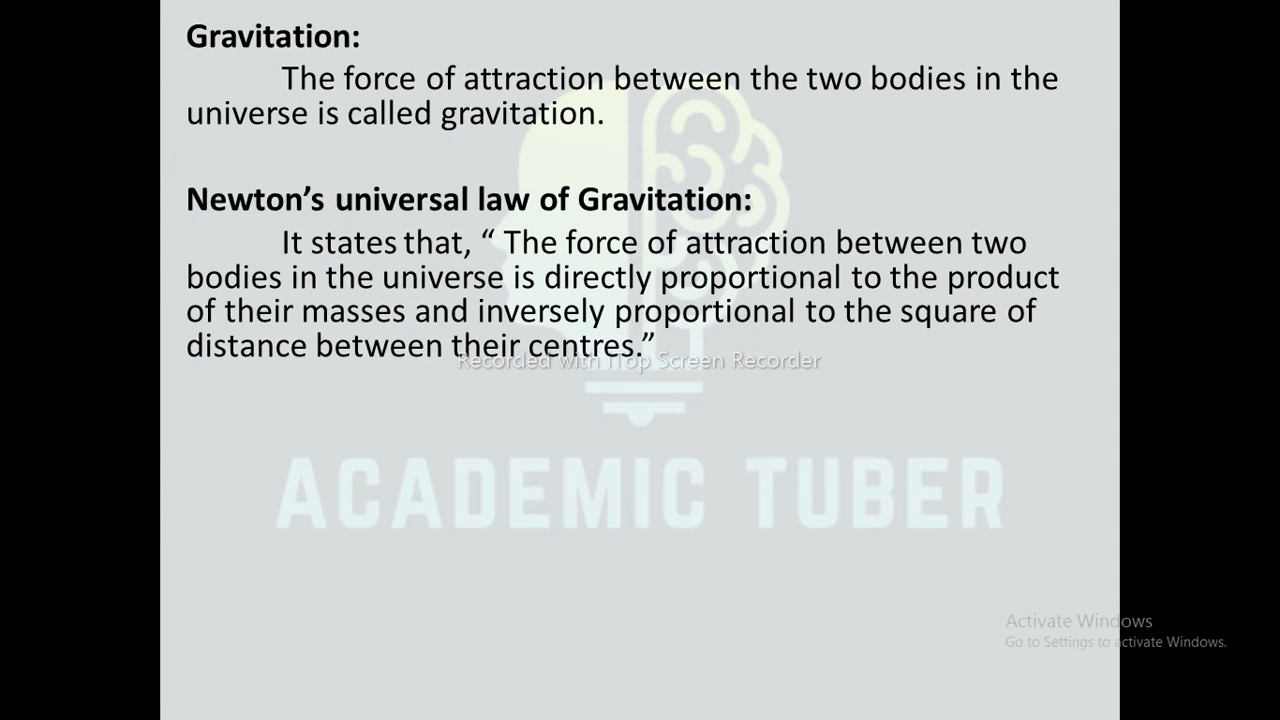 Gravitation:
The force of attraction between the two bodies in the
universe is called gravitation.
Newton’s universal law of Gravitation:
It states that, “ The force of attraction between two
bodies in the universe is directly proportional to the product
of their masses and inversely proportional to the square of
distance between their centres.”
Recorded with iTop Screen Recorder
ACADEMIC TUBER
Activate Windows
Go to Settings to activate Windows.